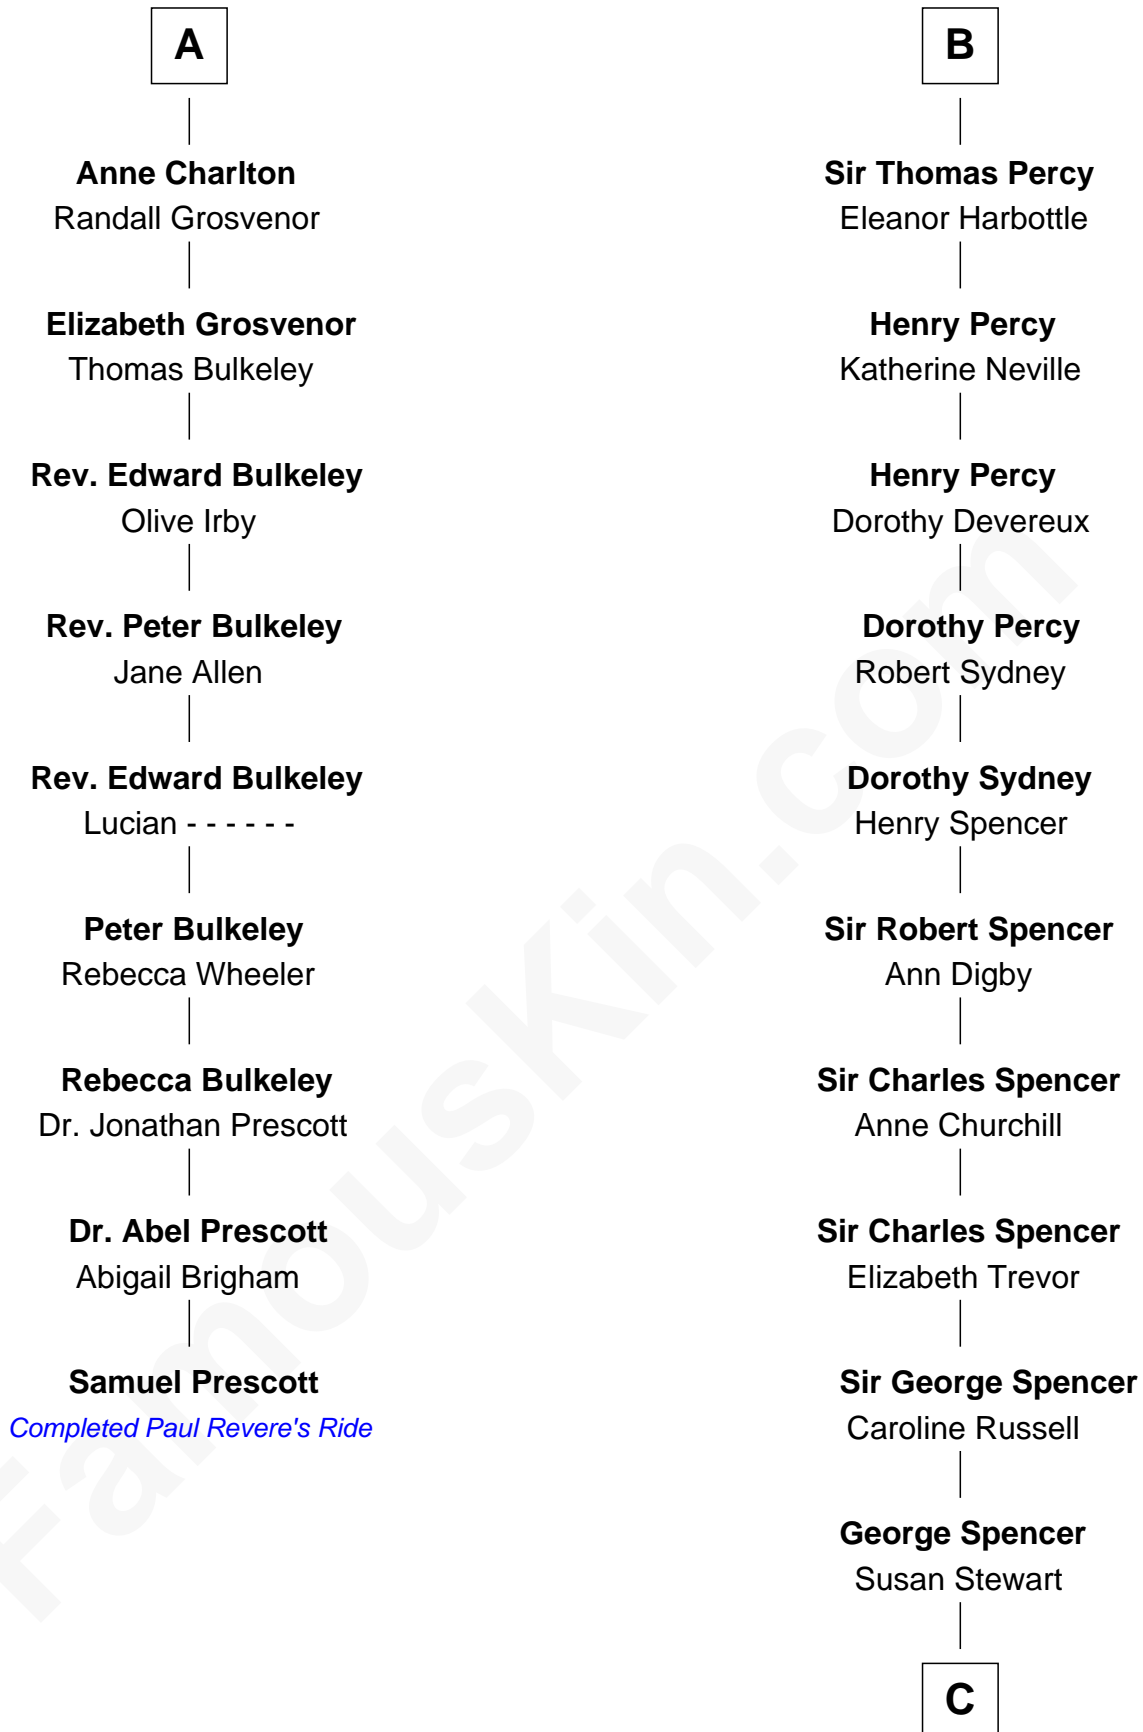 A
Anne Charlton
Randall Grosvenor
Elizabeth Grosvenor
Thomas Bulkeley
Rev. Edward Bulkeley
Olive Irby
Rev. Peter Bulkeley
Jane Allen
Rev. Edward Bulkeley
Lucian - - - - - -
Peter Bulkeley
Rebecca Wheeler
Rebecca Bulkeley
Dr. Jonathan Prescott
Dr. Abel Prescott
Abigail Brigham
Samuel Prescott
Completed Paul Revere's Ride
B
Sir Thomas Percy
Eleanor Harbottle
Henry Percy
Katherine Neville
Henry Percy
Dorothy Devereux
Dorothy Percy
Robert Sydney
Dorothy Sydney
Henry Spencer
Sir Robert Spencer
Ann Digby
Sir Charles Spencer
Anne Churchill
Sir Charles Spencer
Elizabeth Trevor
Sir George Spencer
Caroline Russell
George Spencer
Susan Stewart
C
FamousKin.com